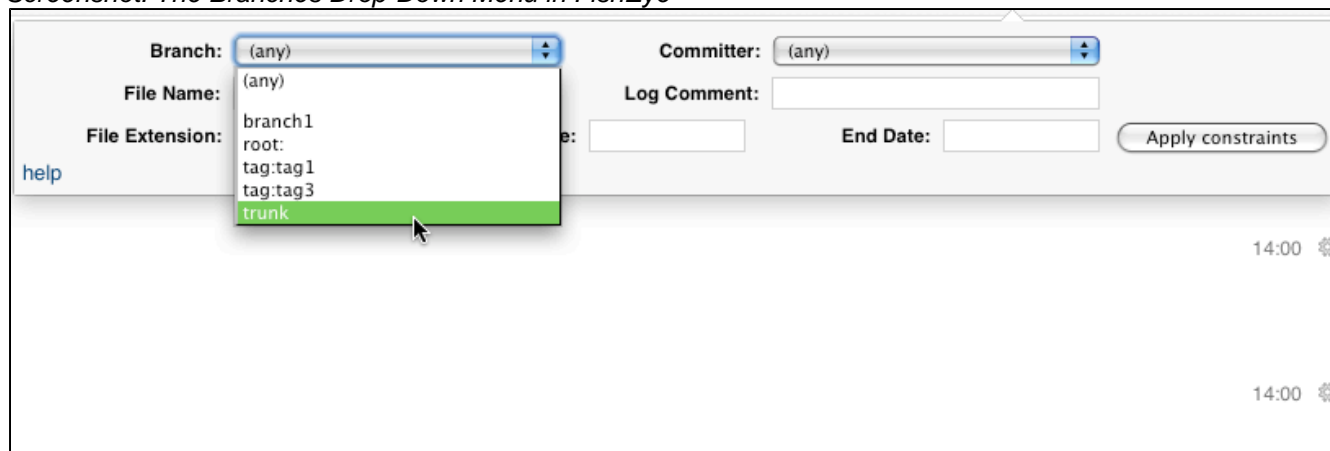 Screenshot: The Branches Drop-Down Menu in FishEye
Branch: (any) Committer: (any)
(any)
File Name: Log Comment:
branch1
File Extension: e: End Date: Apply constraints
root:
tag:tag1
help
tag:tag3
trunk
14:00
14:00